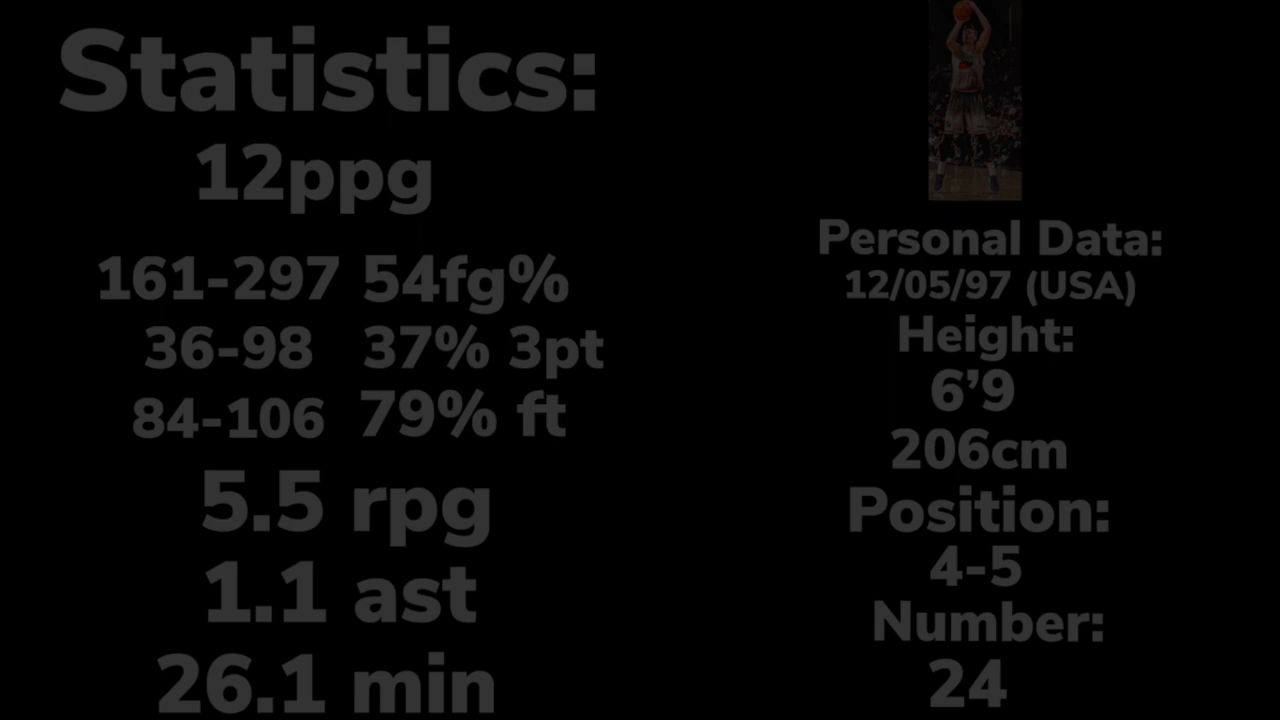 Statistics:
12ppg
161-297 54fg%
36-98 37% 3pt
84-106 79% ft
5.5 rpg
1.1 ast
26.1 min
Personal Data:
12/05/97 (USA)
Height:
6’9
206cm
Position:
4-5
Number:
24